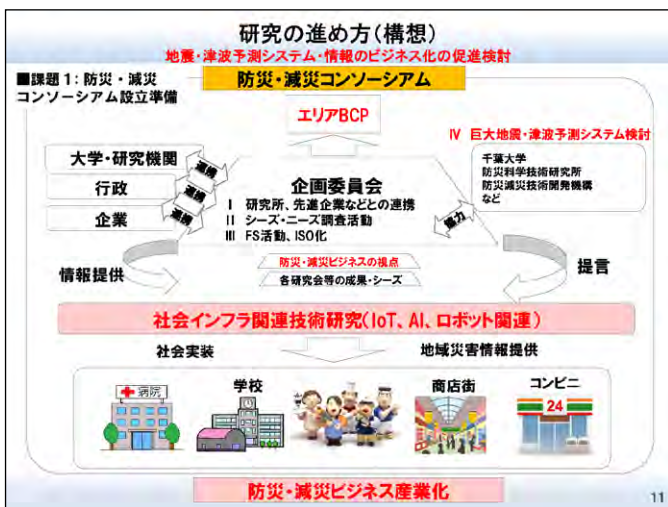 研究の進め方(構想)
地震・津波予測システム・情報のビジネス化の促進検討
■課題1：防災・減災
コンソーシアム設立準備
防災・減災コンソーシアム
エリアBCP
大学・研究機関
行政
企業
連携
連携
連携
企画委員会
Ⅰ 研究所、先進企業などとの連携
Ⅱ シーズ・ニーズ調査活動
Ⅲ FS活動、ISO化
Ⅳ 巨大地震・津波予測システム検討
千葉大学
防災科学技術研究所
防災減災技術開発機構
など
協力
情報提供
防災・減災ビジネスの視点
各研究会等の成果・シーズ
提言
社会インフラ関連技術研究(IoT、AI、ロボット関連)
社会実装
地域災害情報提供
病院
学校
商店街
コンビニ
24
防災・減災ビジネス産業化
11